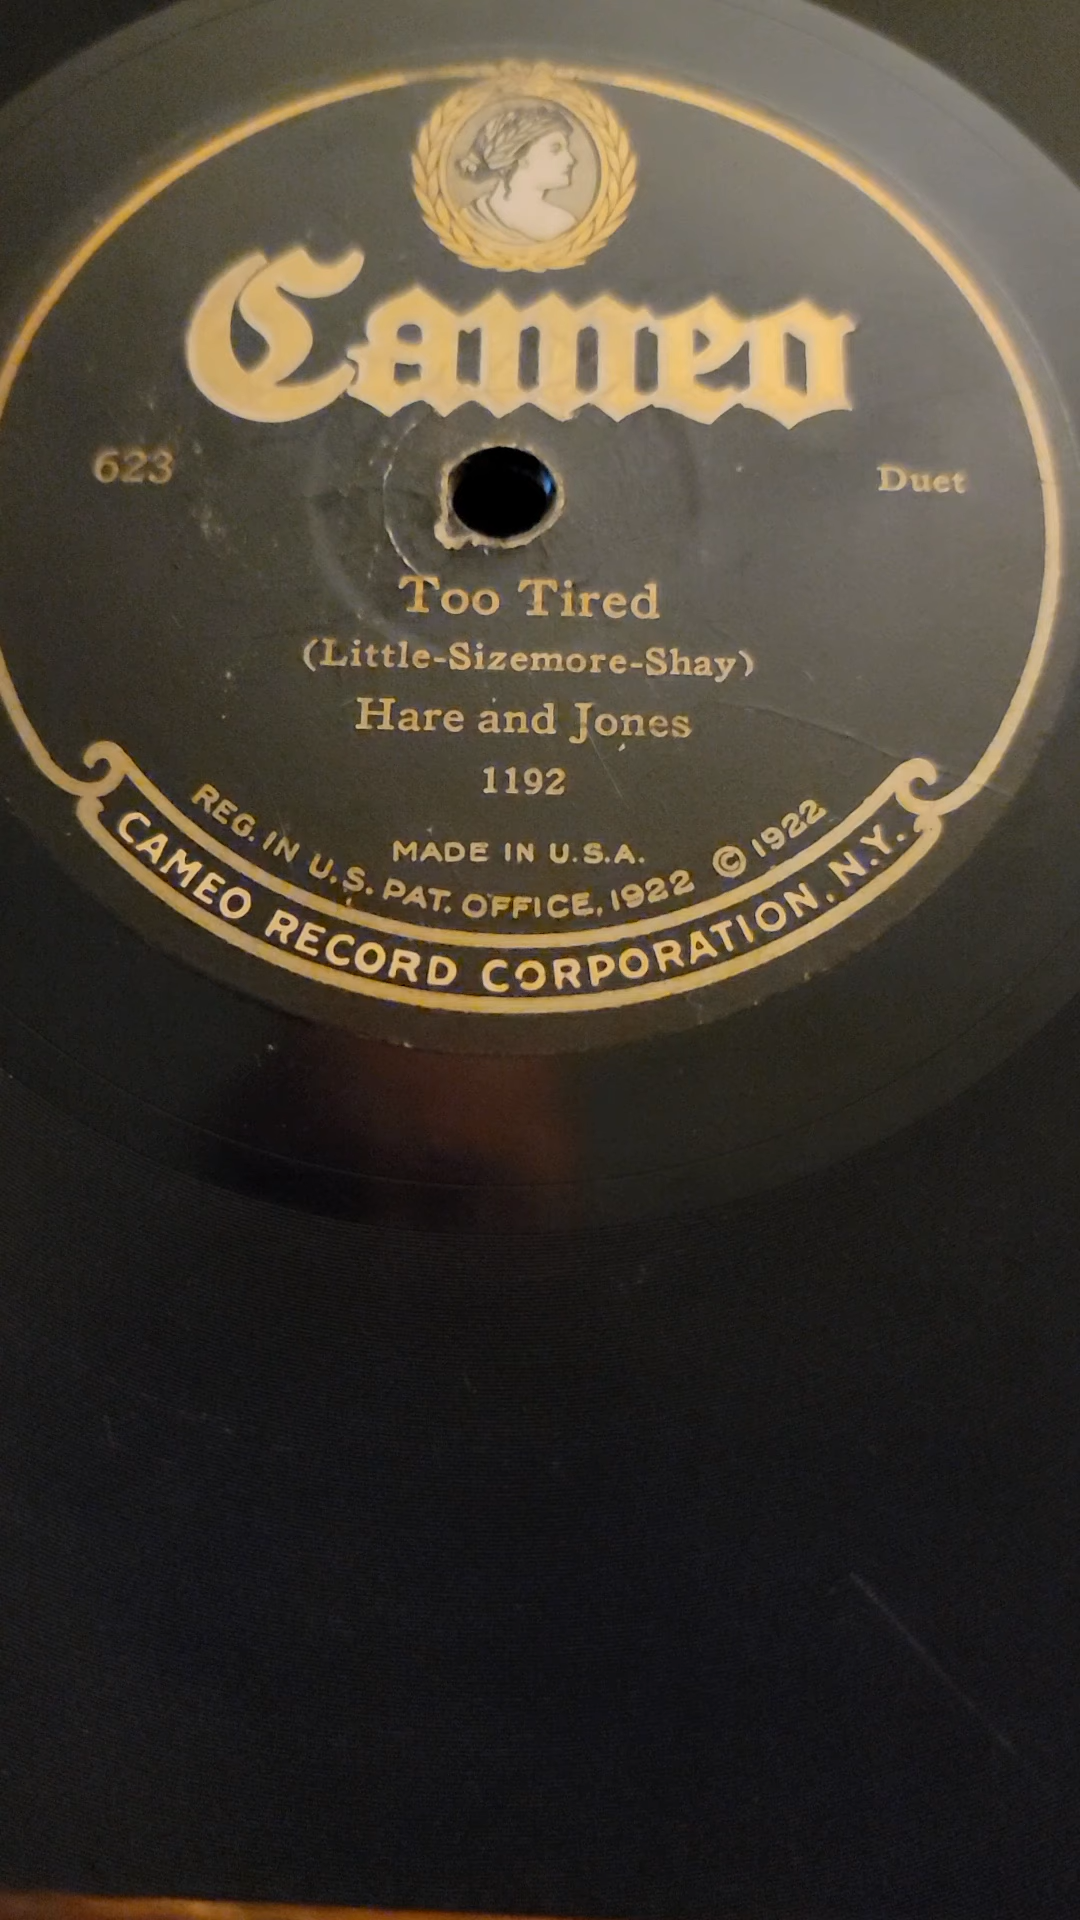 Cameo
623
Duet
Too Tired
(Little-Sizemore-Shay)
Hare and Jones
1192
MADE IN U.S.A.
REG. IN U.S. PAT. OFFICE, 1922 © 1922
CAMEO RECORD CORPORATION, N.Y.